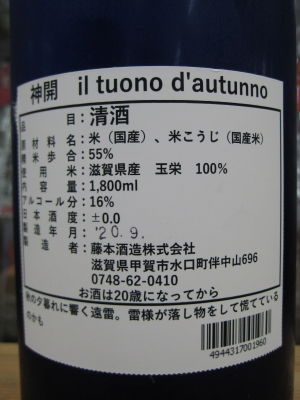 神開 il tuono d'autunno
品目:清酒
原材料名:米(国産)、米こうじ(国産米)
精米歩合:55%
使用米:滋賀県産 玉栄 100%
内容量:1,800ml
アルコール分:16%
日本酒度:±0.0
製造年月:'20.9.
製造者:藤本酒造株式会社
滋賀県甲賀市水口町伴中山696
0748-62-0410
お酒は20歳になってから
秋の夕暮れに響く遠雷。雷様が落し物をして慌てている
のかも
4944317001960